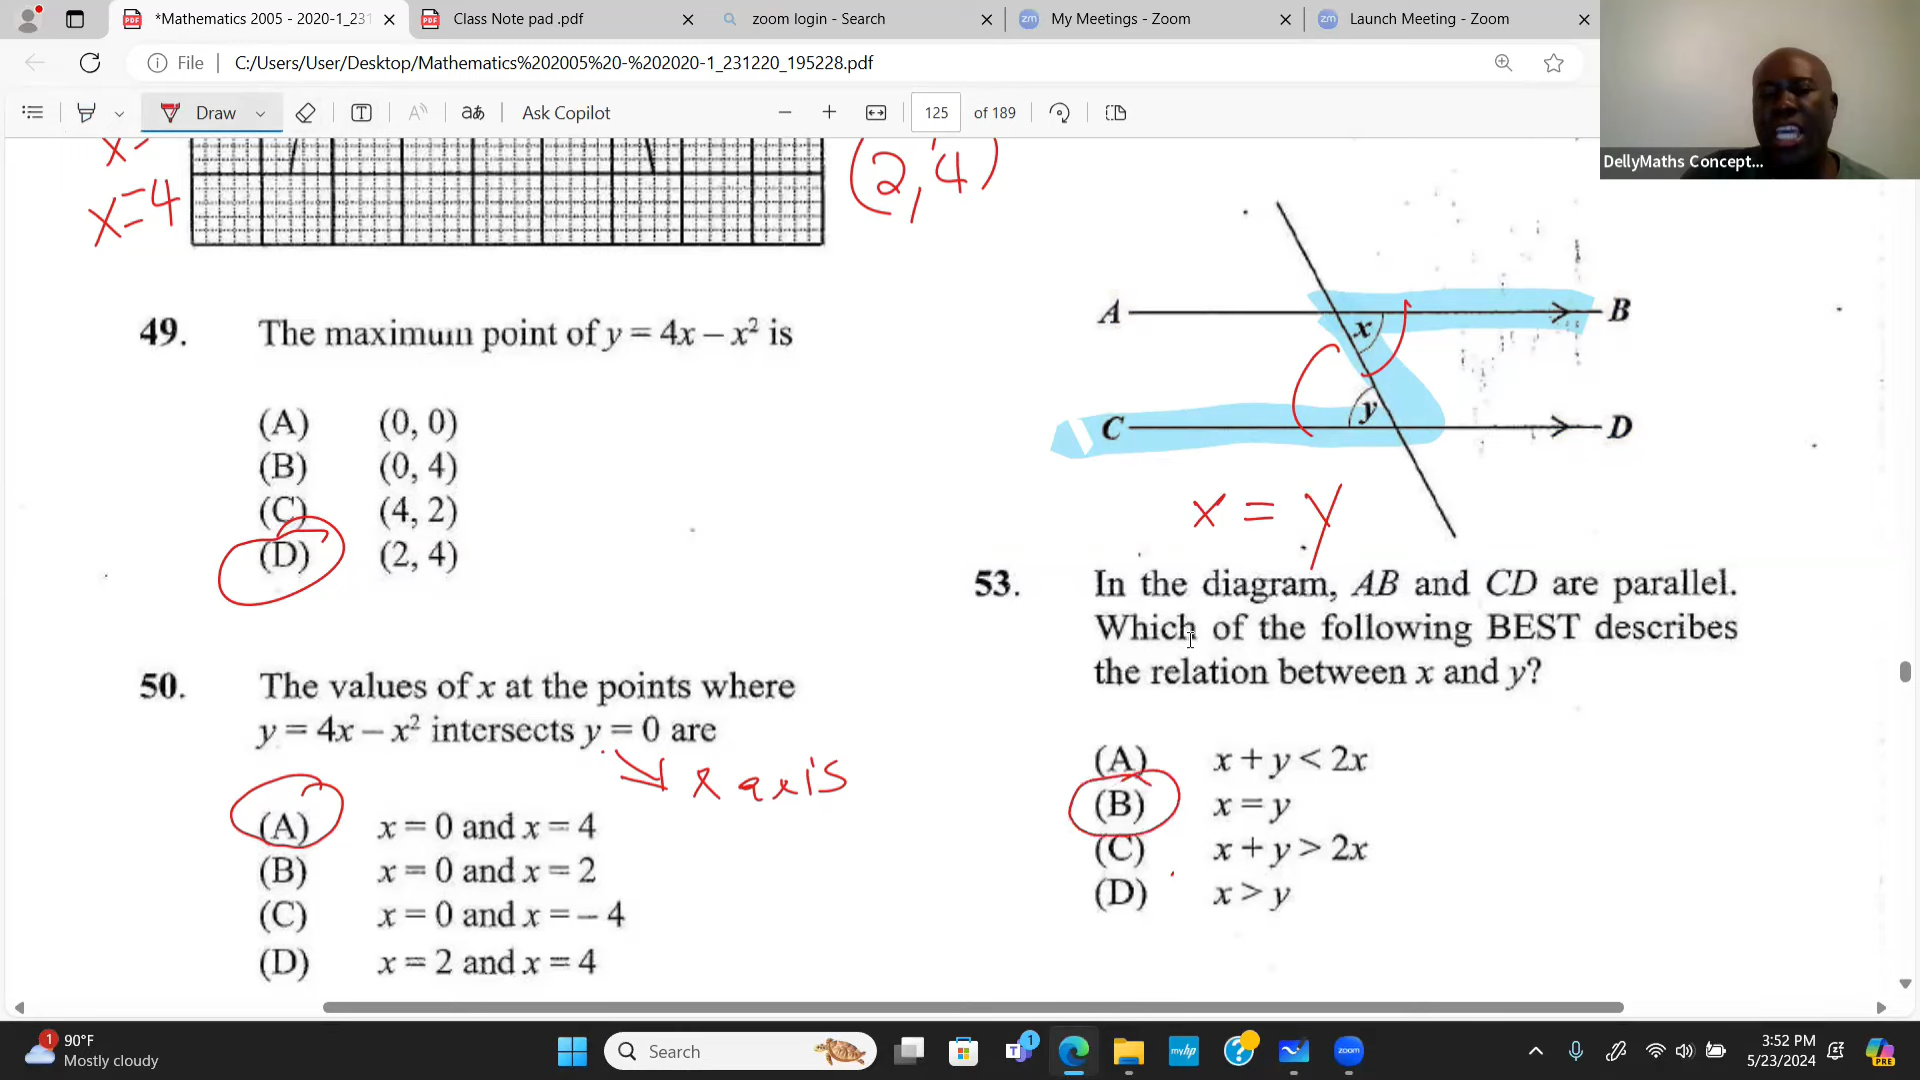 *Mathematics 2005 - 2020-1_231
Class Note pad .pdf
zoom login - Search
My Meetings - Zoom
Launch Meeting - Zoom
File
C:/Users/User/Desktop/Mathematics%202005%20-%202020-1_231220_195228.pdf
Draw
Ask Copilot
125
of 189
DellyMaths Concept...
x=4
(2,4)
49. The maximum point of y = 4x – x² is
(A) (0, 0)
(B) (0, 4)
(C) (4, 2)
(D) (2, 4)
50. The values of x at the points where
y = 4x – x² intersects y = 0 are
x axis
(A) x = 0 and x = 4
(B) x = 0 and x = 2
(C) x = 0 and x = – 4
(D) x = 2 and x = 4
A
B
x
y
C
D
x = y
53. In the diagram, AB and CD are parallel.
Which of the following BEST describes
the relation between x and y?
(A) x + y < 2x
(B) x = y
(C) x + y > 2x
(D) x > y
1
90°F
Mostly cloudy
Search
1
myhp
zoom
3:52 PM
5/23/2024
PRE